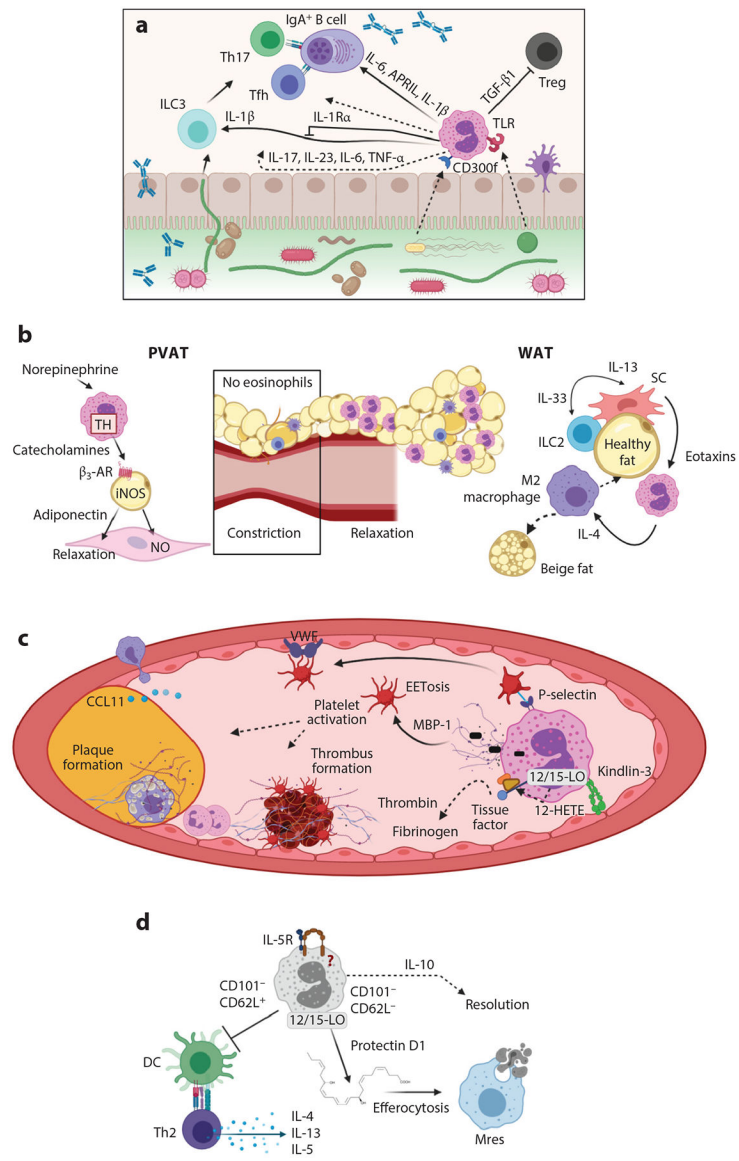 a
IgA⁺ B cell
Th17
Tfh
ILC3
IL-6, APRIL, IL-1β
TGF-β1
Treg
TLR
IL-1β
IL-1Rα
IL-17, IL-23, IL-6, TNF-α
CD300f
b
PVAT
WAT
Norepinephrine
TH
Catecholamines
β₃-AR
iNOS
Adiponectin
Relaxation
NO
No eosinophils
Constriction
Relaxation
IL-13
SC
IL-33
ILC2
Healthy
fat
Eotaxins
M2
macrophage
IL-4
Beige fat
c
VWF
CCL11
Plaque
formation
Platelet
activation
Thrombus
formation
EETosis
MBP-1
P-selectin
12/15-LO
Kindlin-3
12-HETE
Tissue
factor
Thrombin
Fibrinogen
d
IL-5R
?
IL-10
Resolution
CD101⁻
CD62L⁺
CD101⁻
CD62L⁻
12/15-LO
Protectin D1
DC
Th2
IL-4
IL-13
IL-5
OH
COOH
OH
Efferocytosis
Mres